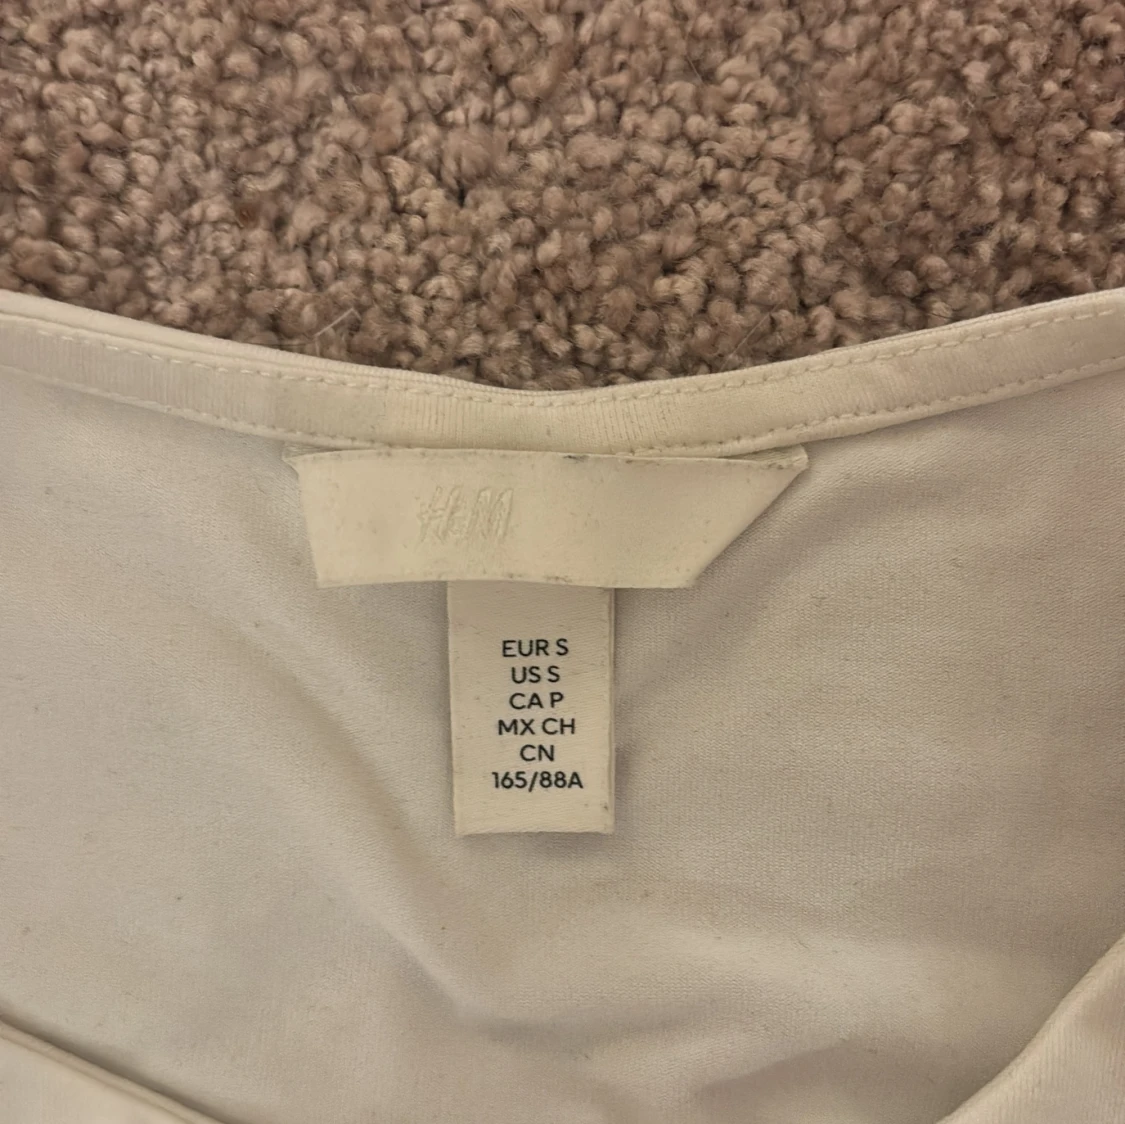 H&M
EUR S
US S
CA P
MX CH
CN
165/88A